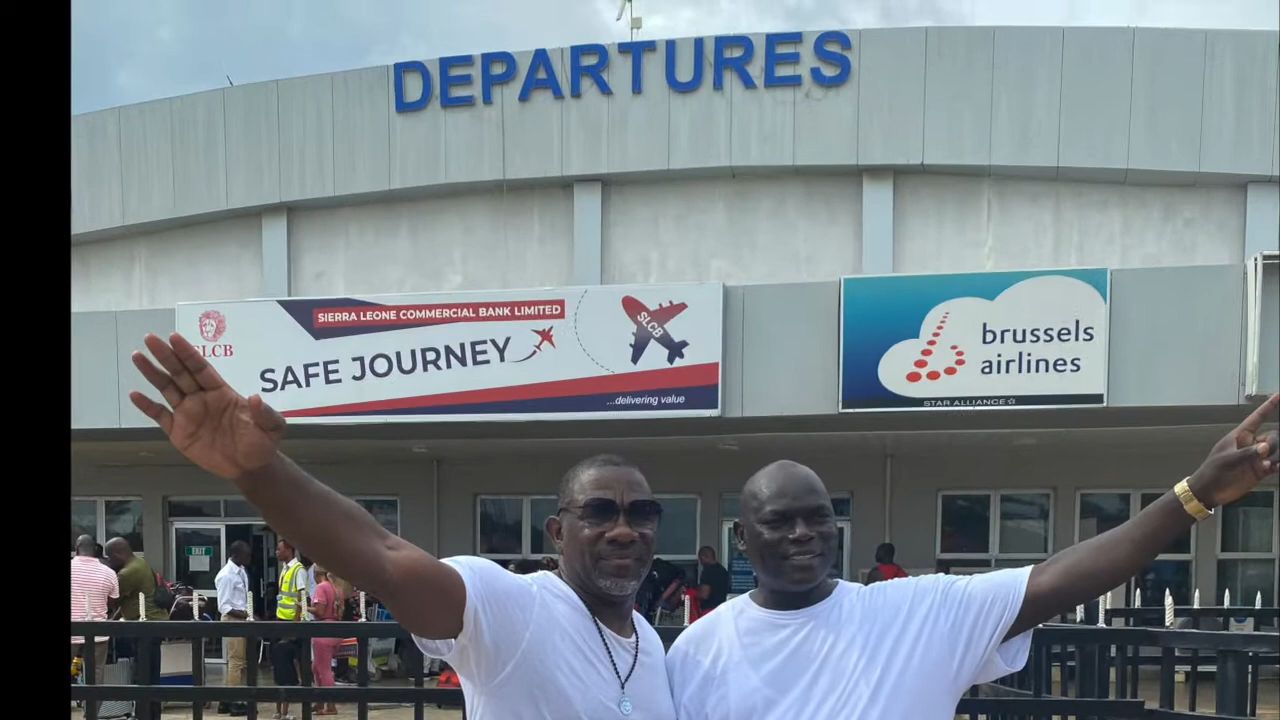 DEPARTURES
SIERRA LEONE COMMERCIAL BANK LIMITED
SLCB
SAFE JOURNEY
SLCB
...delivering value
brussels
airlines
STAR ALLIANCE
EXIT